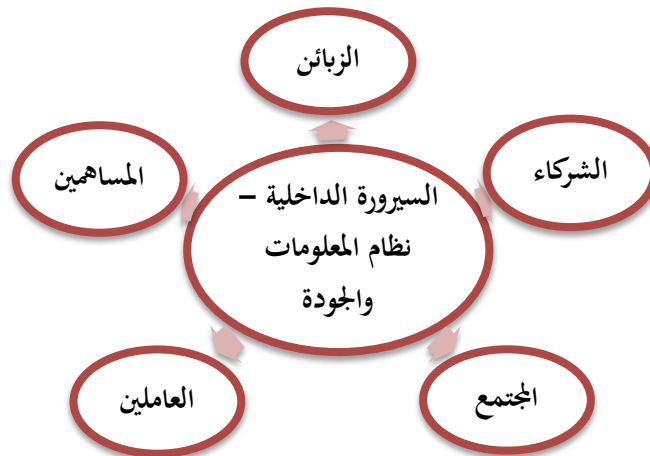 الزبائن
الشركاء
المساهمين
السيرورة الداخلية –
نظام المعلومات
والجودة
المجتمع
العاملين